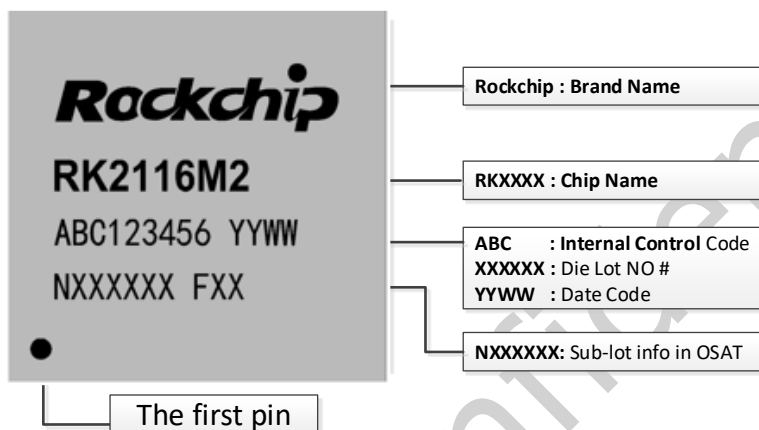 Rockchip
RK2116M2
ABC123456 YYWW
NXXXXXX FXX
The first pin
Rockchip : Brand Name
RKXXXX : Chip Name
ABC : Internal Control Code
XXXXXX : Die Lot NO #
YYWW : Date Code
NXXXXXX: Sub-lot info in OSAT